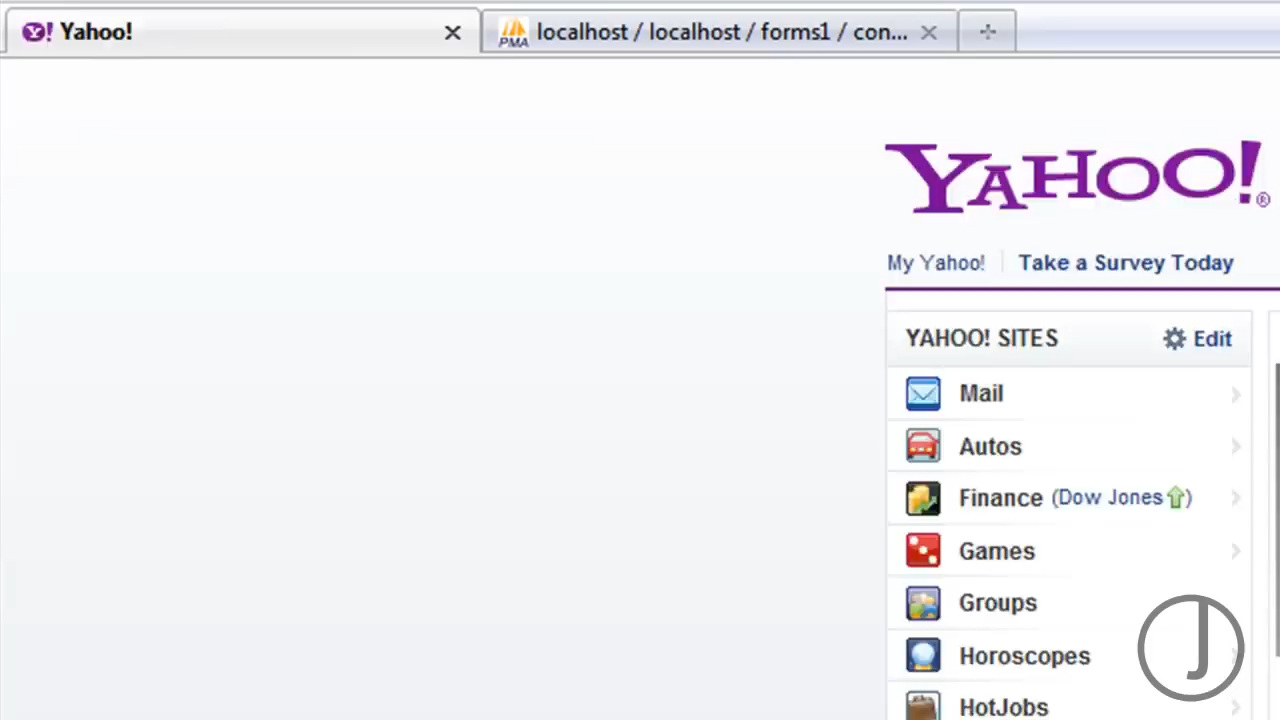 Yahoo!
PMA localhost / localhost / forms1 / con...
YAHOO!®
My Yahoo! Take a Survey Today
YAHOO! SITES Edit
Mail
Autos
Finance (Dow Jones)
Games
Groups
Horoscopes
HotJobs
J